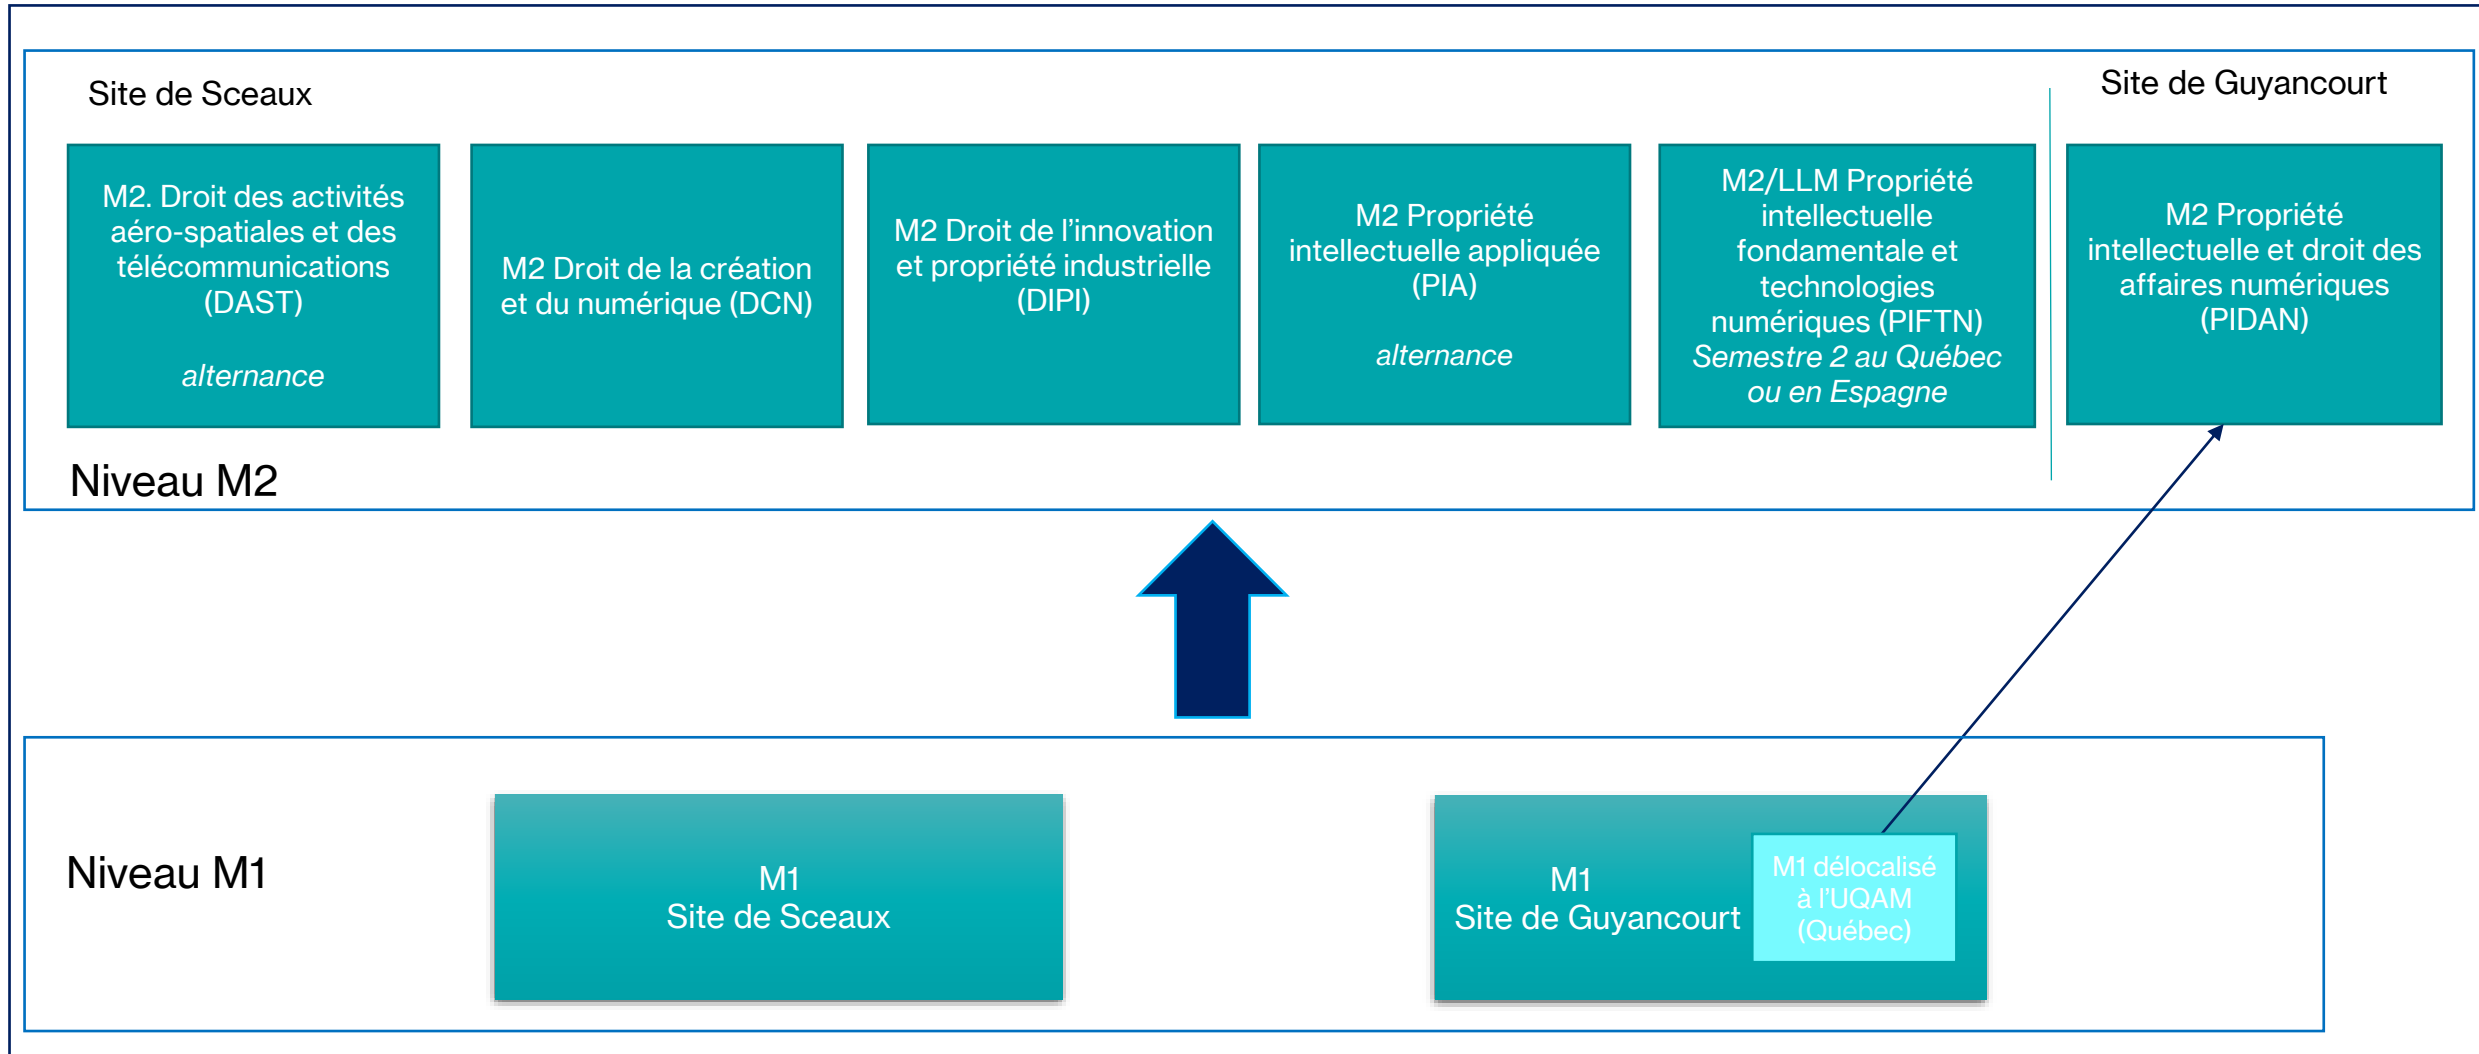 Site de Sceaux
Site de Guyancourt
M2. Droit des activités
aéro-spatiales et des
télécommunications
(DAST)
alternance
M2 Droit de la création
et du numérique (DCN)
M2 Droit de l’innovation
et propriété industrielle
(DIPI)
M2 Propriété
intellectuelle appliquée
(PIA)
alternance
M2/LLM Propriété
intellectuelle
fondamentale et
technologies
numériques (PIFTN)
Semestre 2 au Québec
ou en Espagne
M2 Propriété
intellectuelle et droit des
affaires numériques
(PIDAN)
Niveau M2
Niveau M1
M1
Site de Sceaux
M1
Site de Guyancourt
M1 délocalisé
à l’UQAM
(Québec)